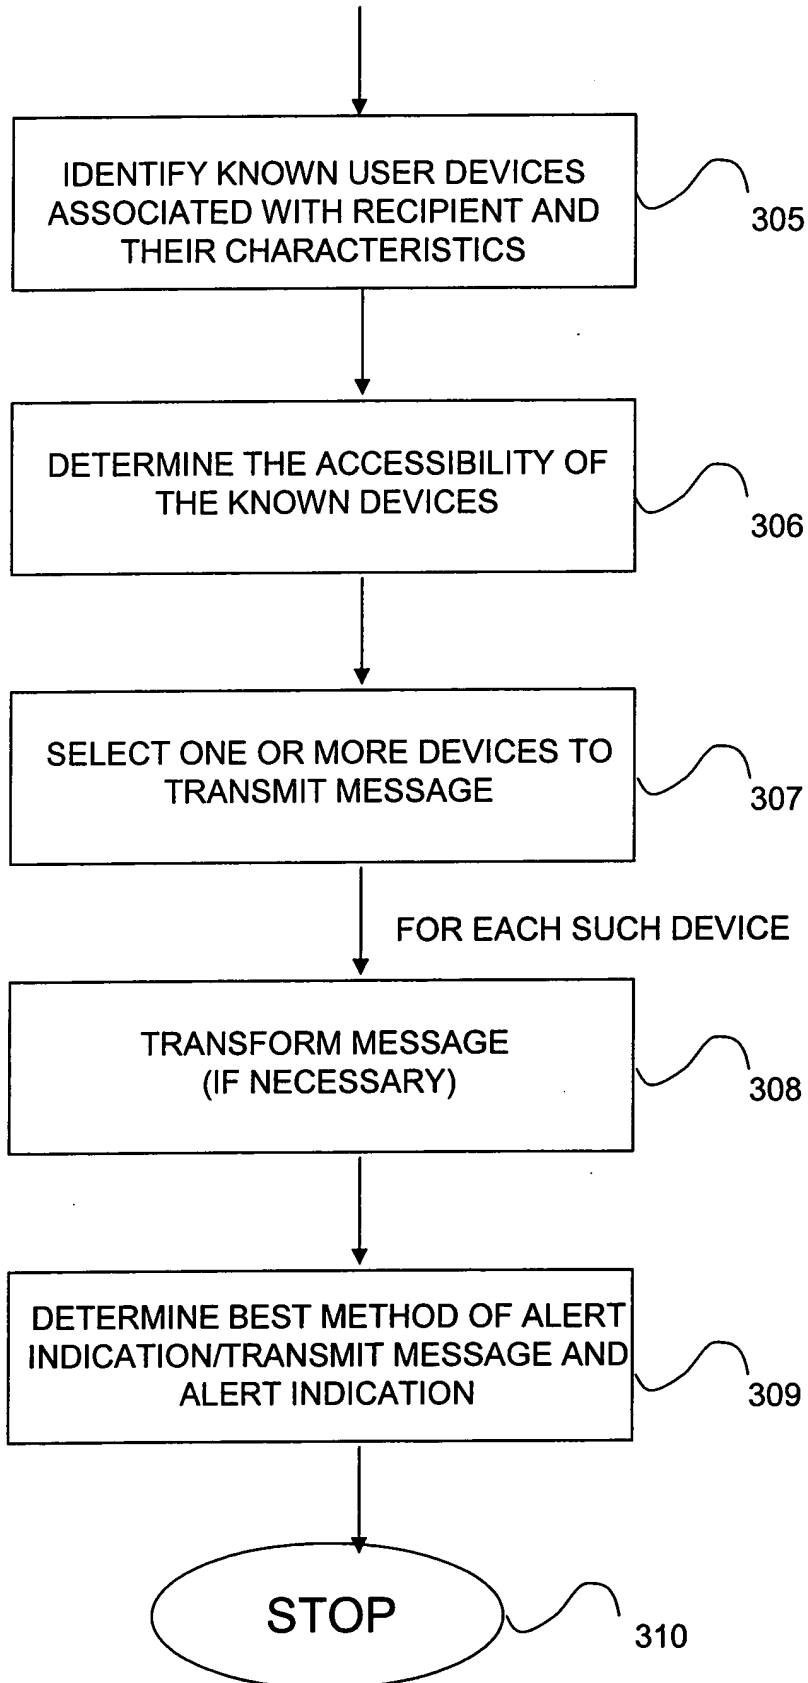 IDENTIFY KNOWN USER DEVICES
ASSOCIATED WITH RECIPIENT AND
THEIR CHARACTERISTICS
305
DETERMINE THE ACCESSIBILITY OF
THE KNOWN DEVICES
306
SELECT ONE OR MORE DEVICES TO
TRANSMIT MESSAGE
307
FOR EACH SUCH DEVICE
TRANSFORM MESSAGE
(IF NECESSARY)
308
DETERMINE BEST METHOD OF ALERT
INDICATION/TRANSMIT MESSAGE AND
ALERT INDICATION
309
STOP
310